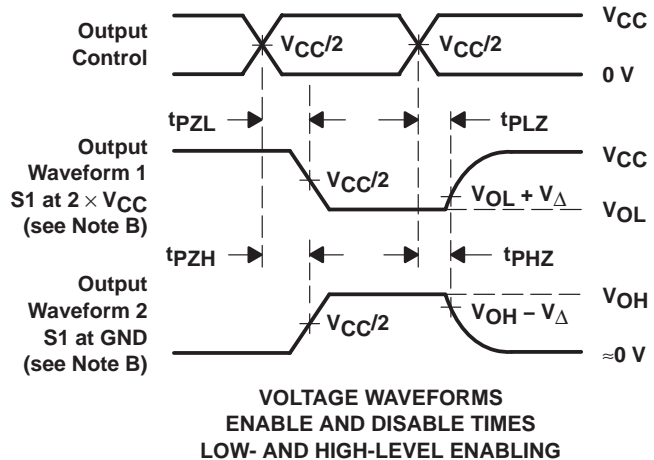 Output
Control
VCC/2
VCC/2
VCC
0 V
tPZL
tPLZ
Output
Waveform 1
S1 at 2 × VCC
(see Note B)
VCC/2
VCC
VOL + VΔ
VOL
tPZH
tPHZ
Output
Waveform 2
S1 at GND
(see Note B)
VCC/2
VOH
VOH – VΔ
≈0 V
VOLTAGE WAVEFORMS
ENABLE AND DISABLE TIMES
LOW- AND HIGH-LEVEL ENABLING